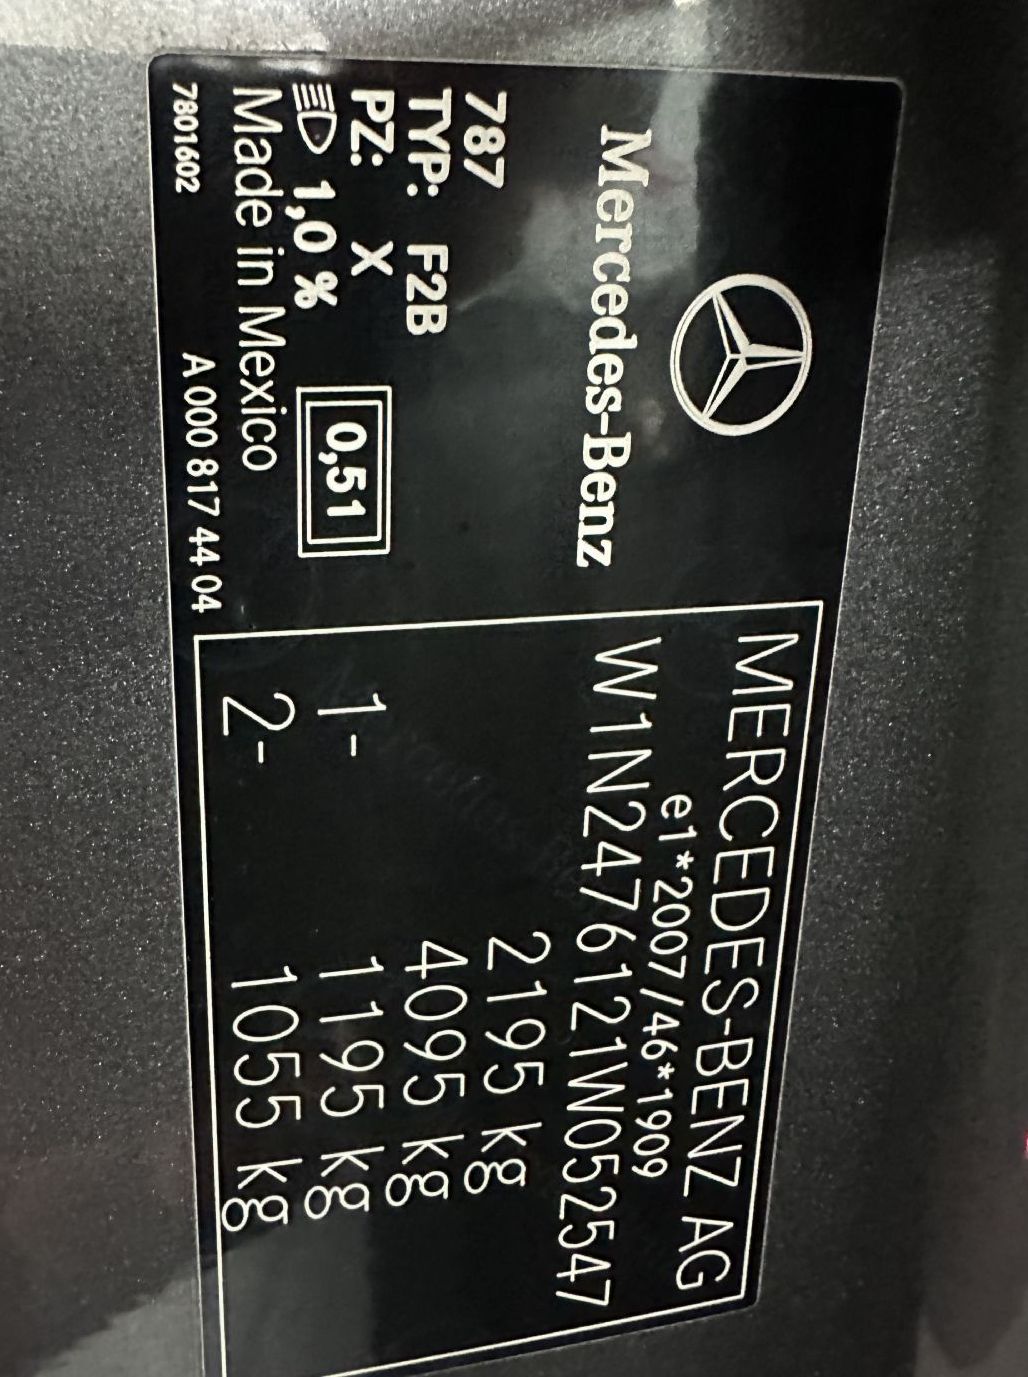 Mercedes-Benz
787
TYP: F2B
PZ: X
1,0 %
0,51
Made in Mexico
7801602
A 000 817 44 04
MERCEDES-BENZ AG
e1*2007/46*1909
W1N2476121W052547
2195 kg
4095 kg
1- 1195 kg
2- 1055 kg